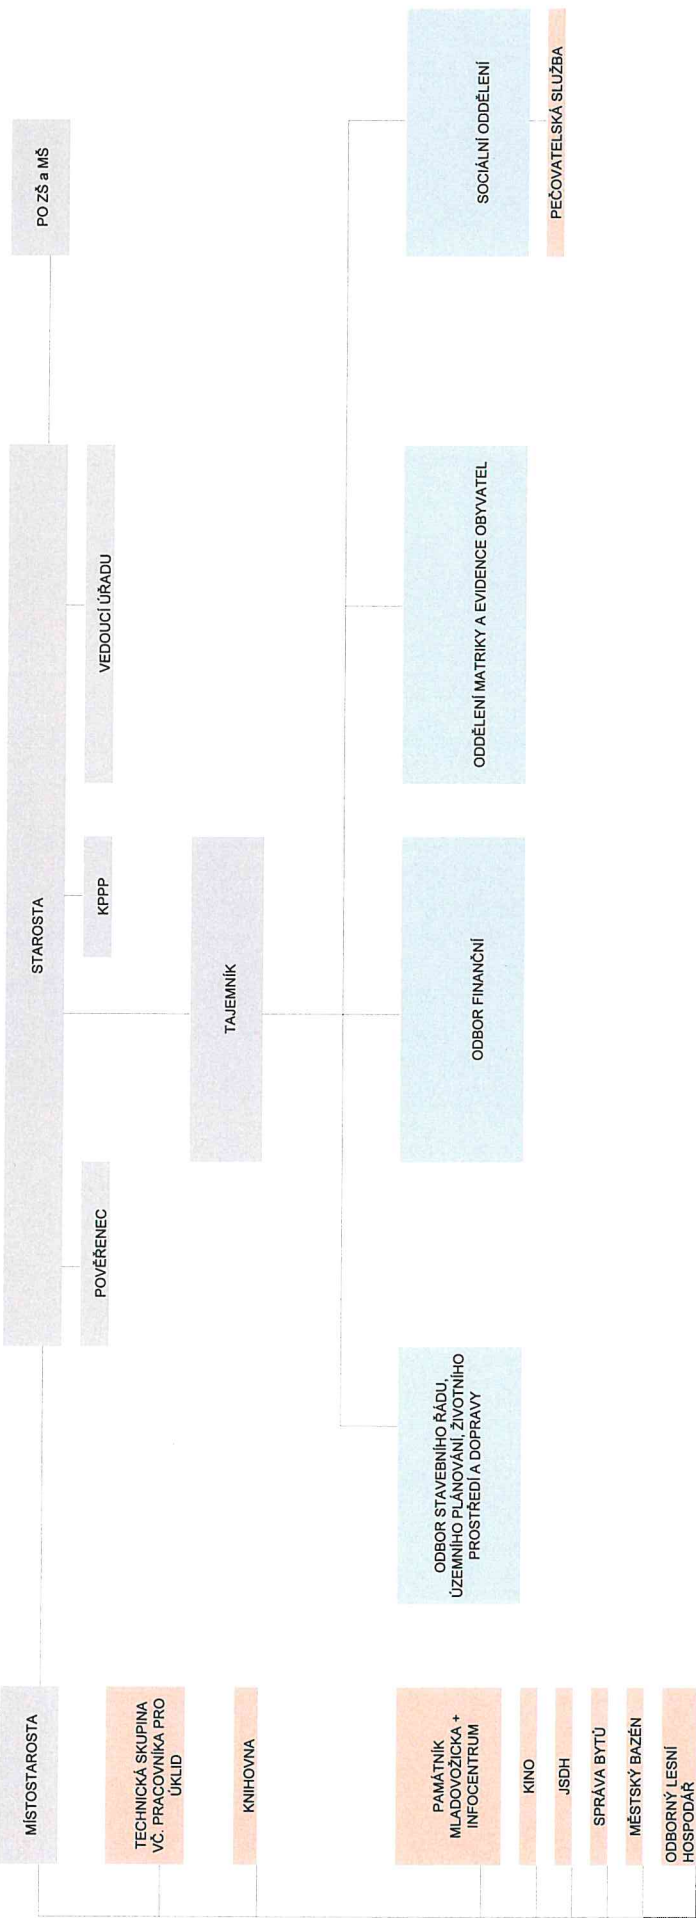 MÍSTOSTAROSTA
STAROSTA
PO ZŠ a MŠ
POVĚŘENEC
KPPP
VEDOUCÍ ÚŘADU
TECHNICKÁ SKUPINA
VČ. PRACOVNÍKA PRO
ÚKLID
TAJEMNÍK
KNIHOVNA
PAMÁTNÍK
MLADOVOŽICKA +
INFOCENTRUM
ODBOR STAVEBNÍHO ŘÁDU,
ÚZEMNÍHO PLÁNOVÁNÍ, ŽIVOTNÍHO
PROSTŘEDÍ A DOPRAVY
ODBOR FINANČNÍ
ODDĚLENÍ MATRIKY A EVIDENCE OBYVATEL
SOCIÁLNÍ ODDĚLENÍ
KINO
PEČOVATELSKÁ SLUŽBA
JSDH
SPRÁVA BYTŮ
MĚSTSKÝ BAZÉN
ODBORNÝ LESNÍ
HOSPODÁŘ